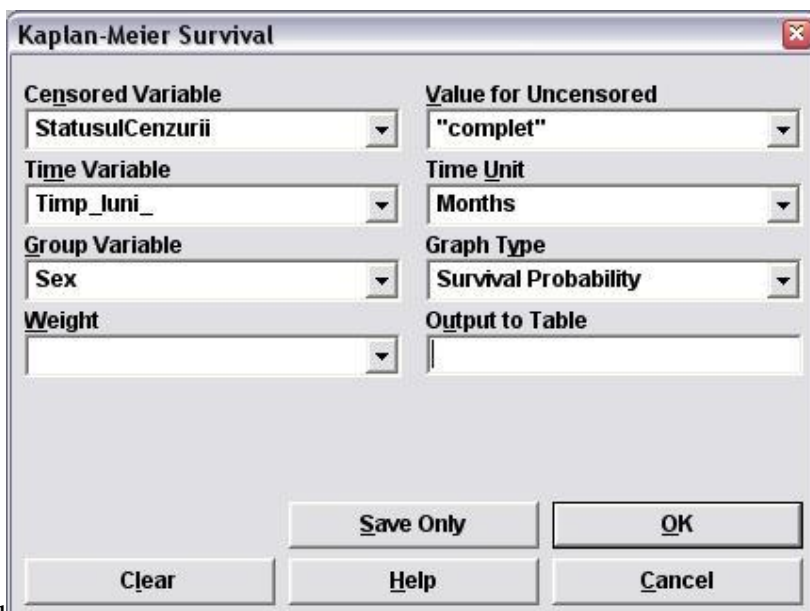 Kaplan-Meier Survival
Censored Variable
StatusulCenzurii
Value for Uncensored
"complet"
Time Variable
Timp_luni_
Time Unit
Months
Group Variable
Sex
Graph Type
Survival Probability
Weight
Output to Table
Save Only
OK
Clear
Help
Cancel